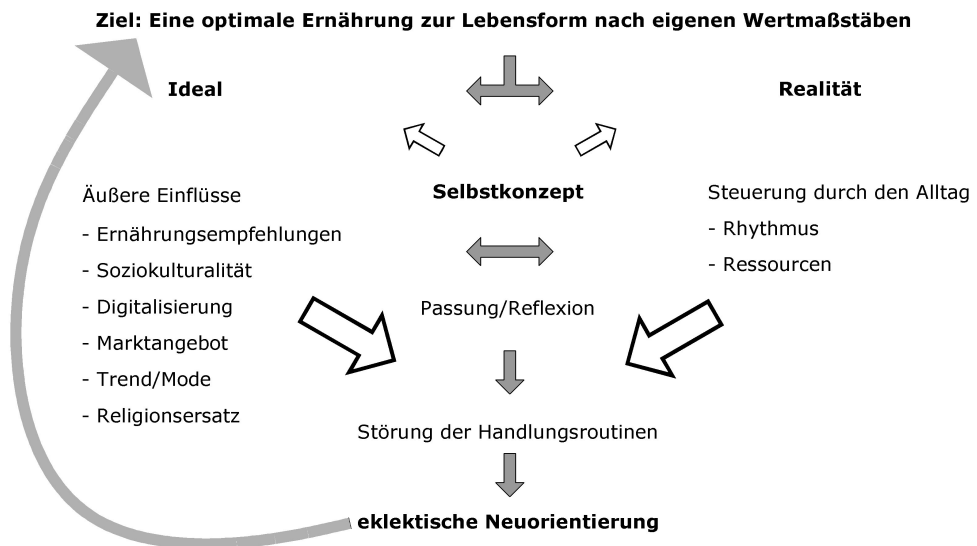 Ziel: Eine optimale Ernährung zur Lebensform nach eigenen Wertmaßstäben
Ideal
Realität
Äußere Einflüsse
- Ernährungsempfehlungen
- Soziokulturalität
- Digitalisierung
- Marktangebot
- Trend/Mode
- Religionsersatz
Selbstkonzept
Passung/Reflexion
Störung der Handlungsroutinen
eklektische Neuorientierung
Steuerung durch den Alltag
- Rhythmus
- Ressourcen